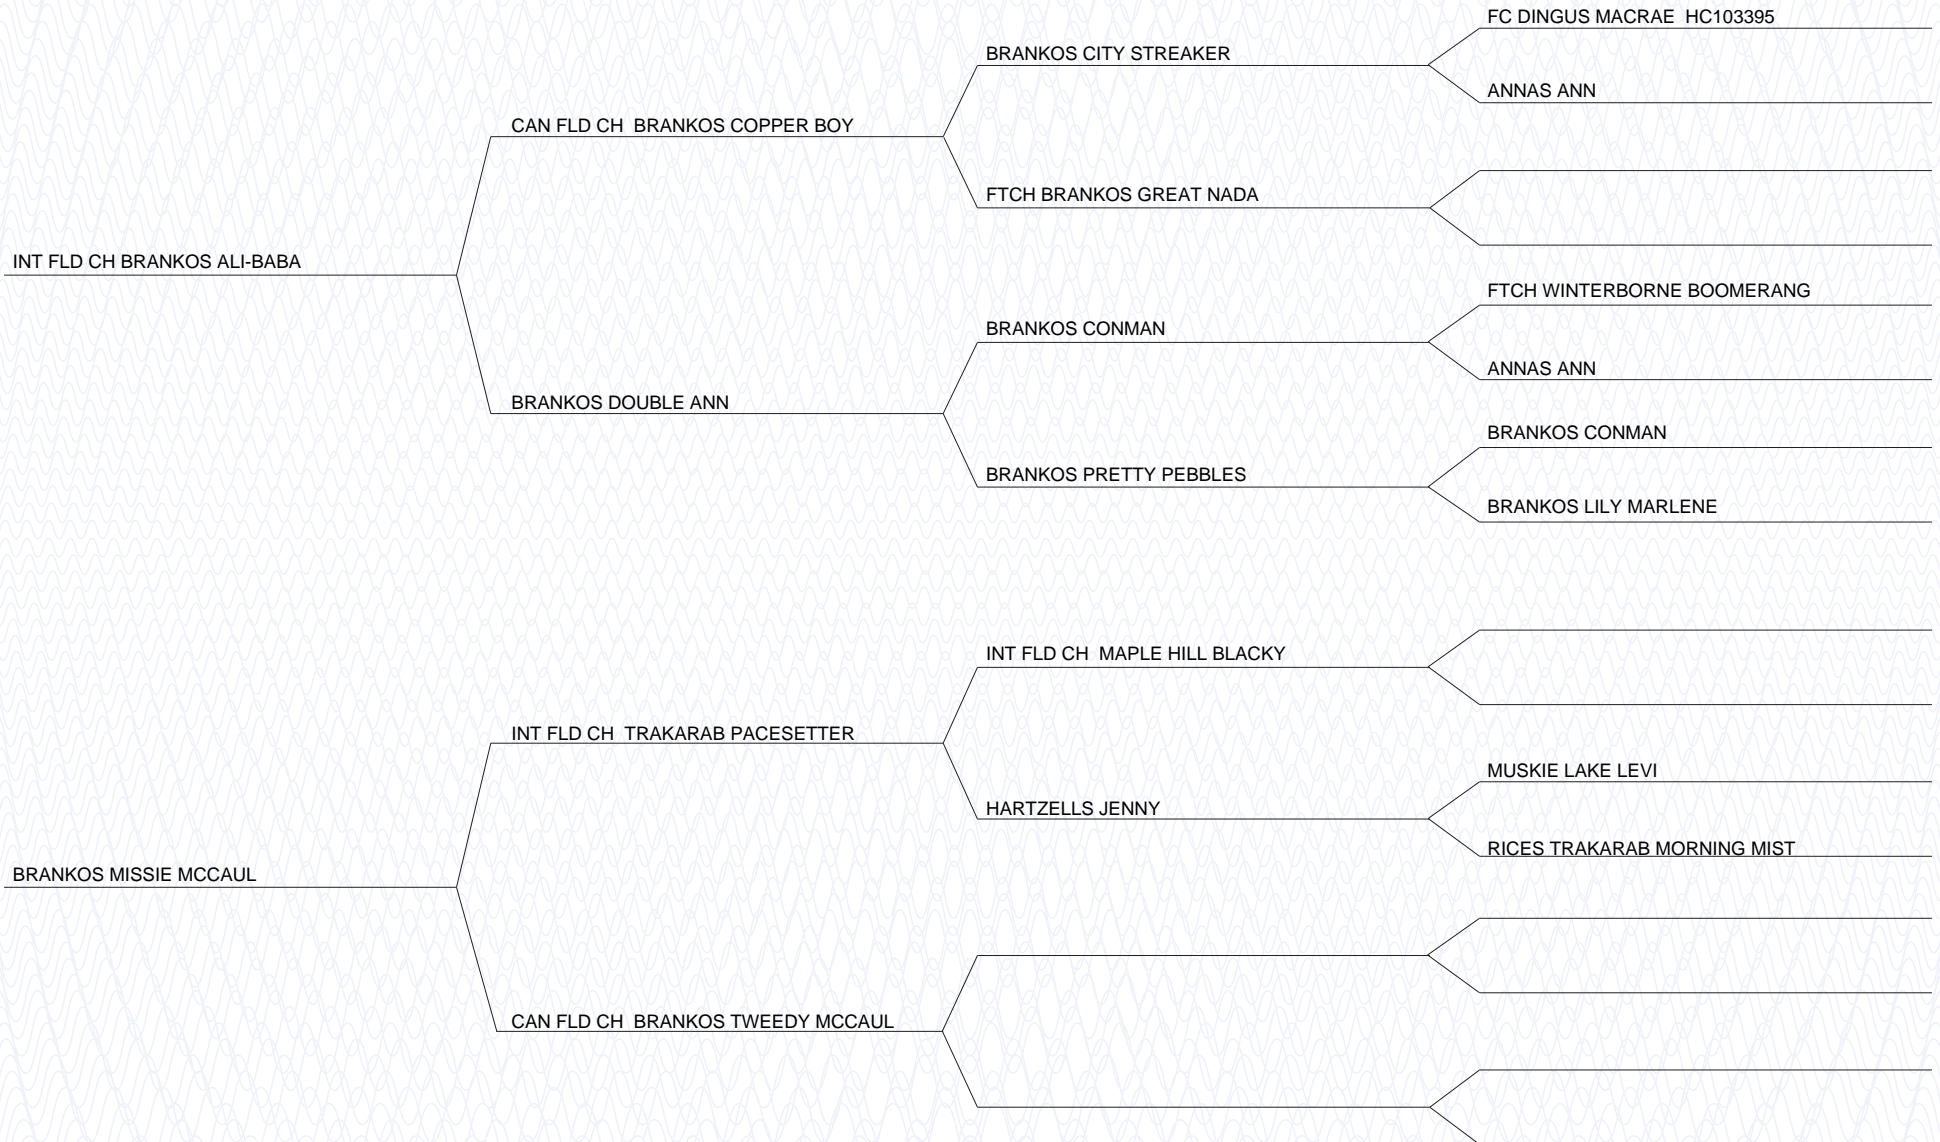 FC DINGUS MACRAE  HC103395
BRANKOS CITY STREAKER
ANNAS ANN
CAN FLD CH  BRANKOS COPPER BOY
FTCH BRANKOS GREAT NADA
INT FLD CH BRANKOS ALI-BABA
FTCH WINTERBORNE BOOMERANG
BRANKOS CONMAN
ANNAS ANN
BRANKOS DOUBLE ANN
BRANKOS CONMAN
BRANKOS PRETTY PEBBLES
BRANKOS LILY MARLENE
INT FLD CH  MAPLE HILL BLACKY
INT FLD CH  TRAKARAB PACESETTER
MUSKIE LAKE LEVI
HARTZELLS JENNY
RICES TRAKARAB MORNING MIST
BRANKOS MISSIE MCCAUL
CAN FLD CH  BRANKOS TWEEDY MCCAUL